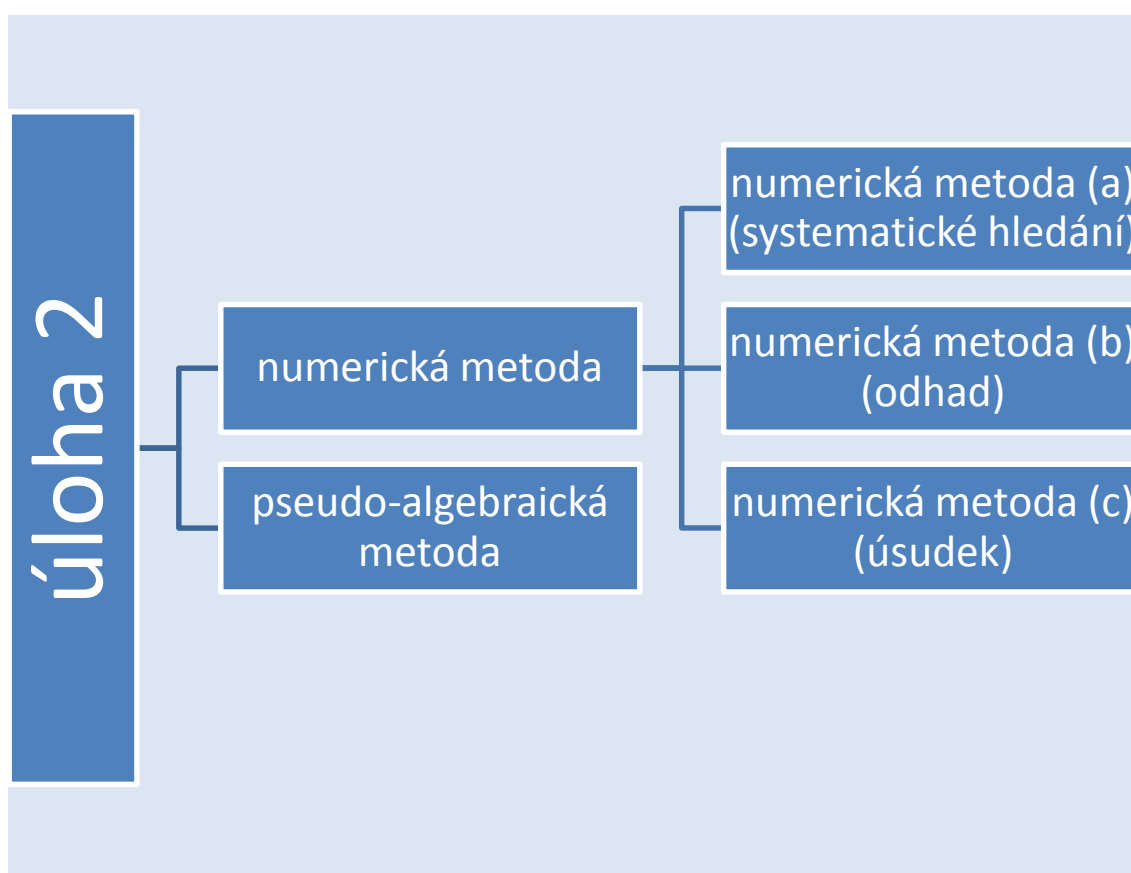 úloha 2
numerická metoda
pseudo-algebraická
metoda
numerická metoda (a)
(systematické hledání)
numerická metoda (b)
(odhad)
numerická metoda (c)
(úsudek)